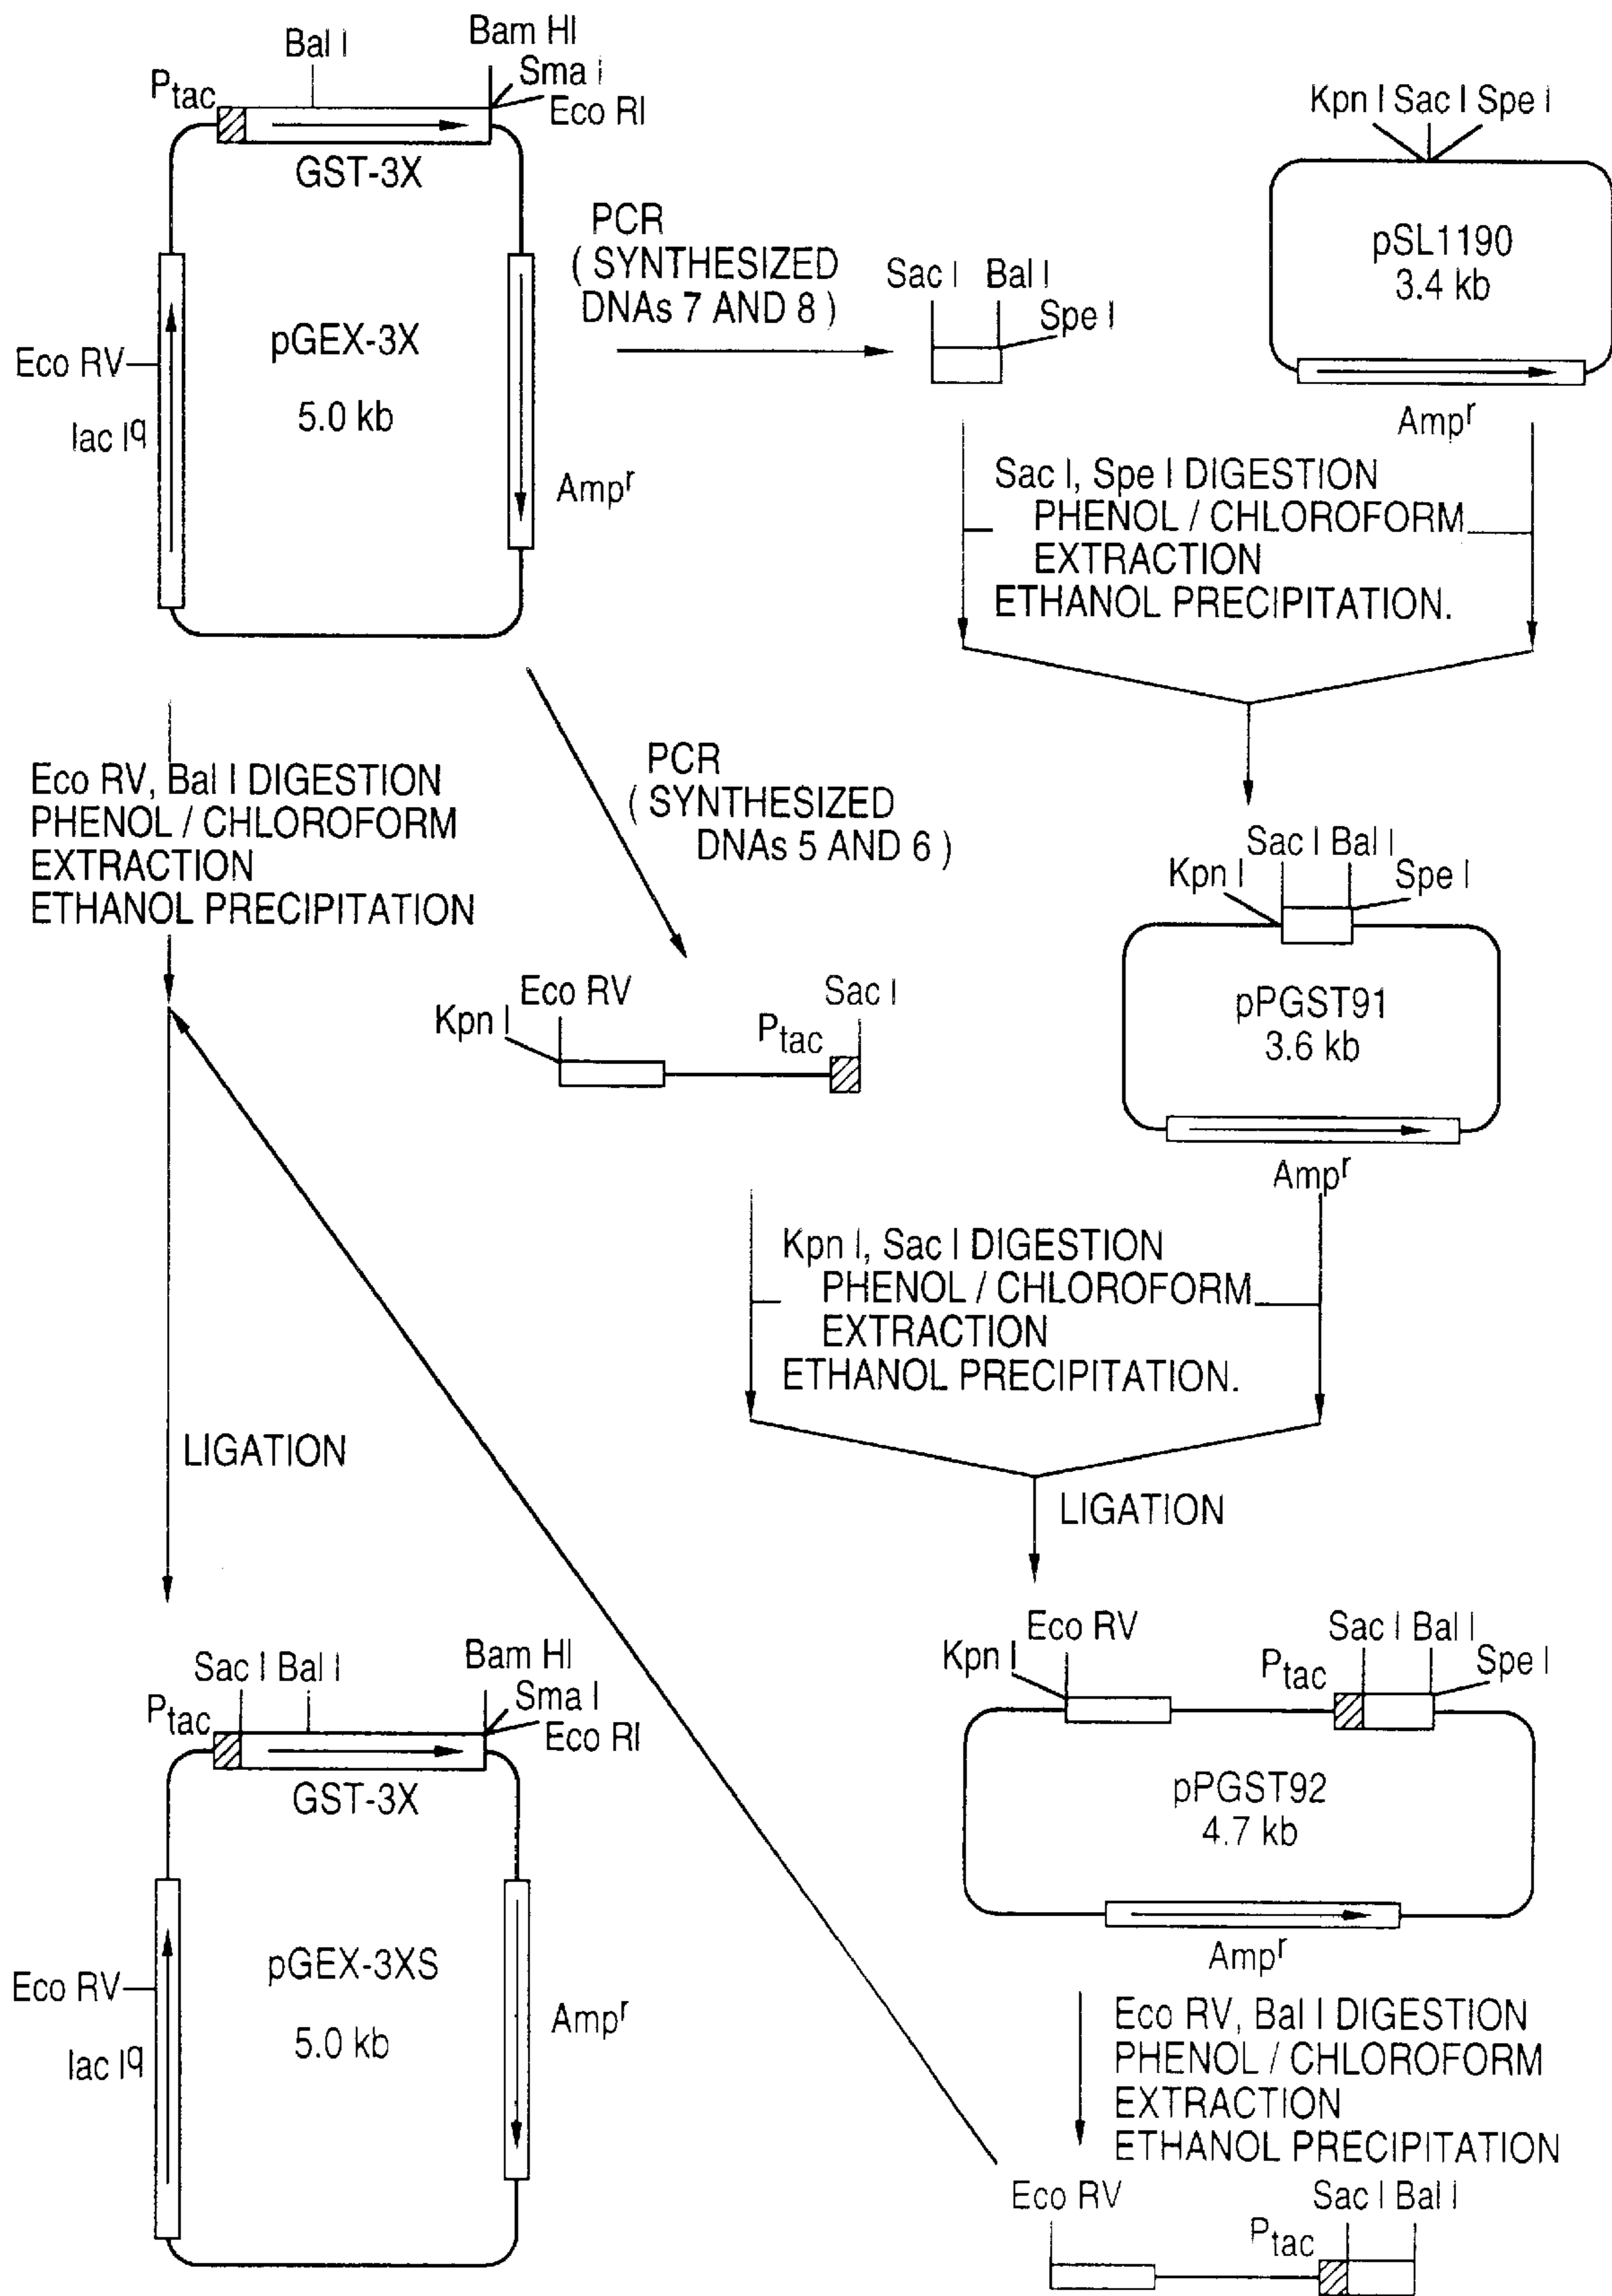 Bal I
Bam HI
Sma I
Eco RI
Ptac
GST-3X
pGEX-3X
5.0 kb
Eco RV
lac Iq
Ampr
PCR
( SYNTHESIZED
DNAs 7 AND 8 )
Sac I Bal I
Spe I
Kpn I Sac I Spe I
pSL1190
3.4 kb
Ampr
Sac I, Spe I DIGESTION
PHENOL / CHLOROFORM
EXTRACTION
ETHANOL PRECIPITATION.
Eco RV, Bal I DIGESTION
PHENOL / CHLOROFORM
EXTRACTION
ETHANOL PRECIPITATION
PCR
( SYNTHESIZED
DNAs 5 AND 6 )
Sac I Bal I
Kpn I
Spe I
pPGST91
3.6 kb
Ampr
Eco RV
Sac I
Kpn I
Ptac
Kpn I, Sac I DIGESTION
PHENOL / CHLOROFORM
EXTRACTION
ETHANOL PRECIPITATION.
LIGATION
LIGATION
Eco RV
Sac I Bal I
Kpn I
Ptac
Spe I
pPGST92
4.7 kb
Ampr
Sac I Bal I
Bam HI
Sma I
Eco RI
Ptac
GST-3X
pGEX-3XS
5.0 kb
Eco RV
lac Iq
Ampr
Eco RV, Bal I DIGESTION
PHENOL / CHLOROFORM
EXTRACTION
ETHANOL PRECIPITATION
Eco RV
Sac I Bal I
Ptac